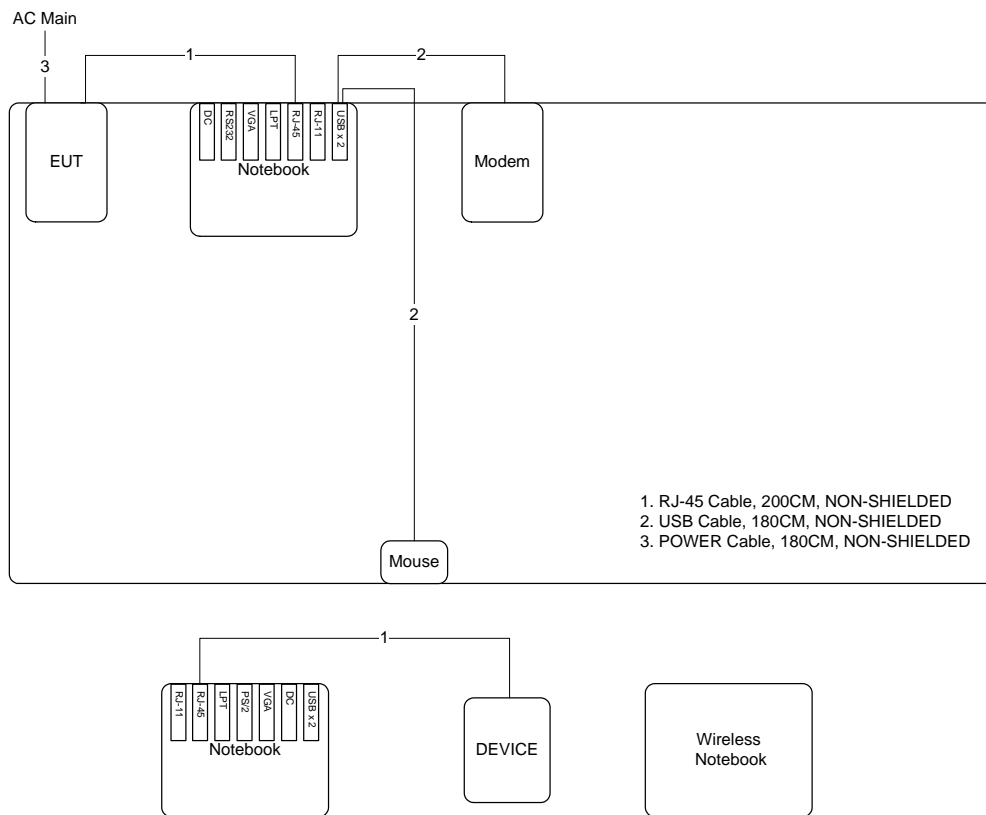 AC Main
1
2
3
EUT
DC
RS232
VGA
LPT
RJ-45
RJ-11
USB x 2
Notebook
Modem
2
1. RJ-45 Cable, 200CM, NON-SHIELDED
2. USB Cable, 180CM, NON-SHIELDED
3. POWER Cable, 180CM, NON-SHIELDED
Mouse
1
RJ-11
RJ-45
LPT
PS/2
VGA
DC
USB x 2
Notebook
DEVICE
Wireless
Notebook